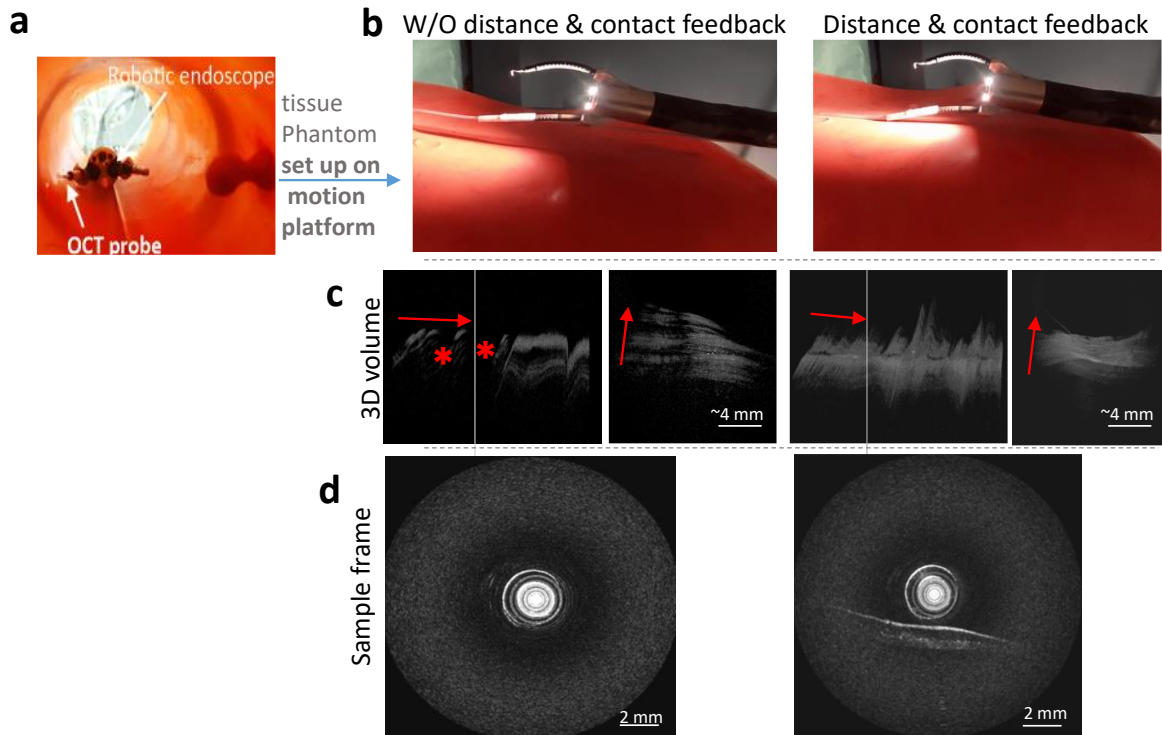 a
Robotic endoscope
OCT probe
tissue
Phantom
set up on
motion
platform
b
W/O distance & contact feedback
Distance & contact feedback
c
3D volume
*
*
~4 mm
~4 mm
d
Sample frame
2 mm
2 mm